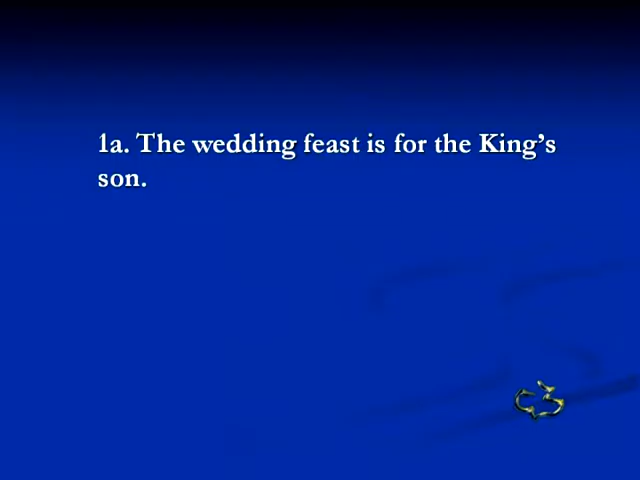 1a. The wedding feast is for the King’s
son.